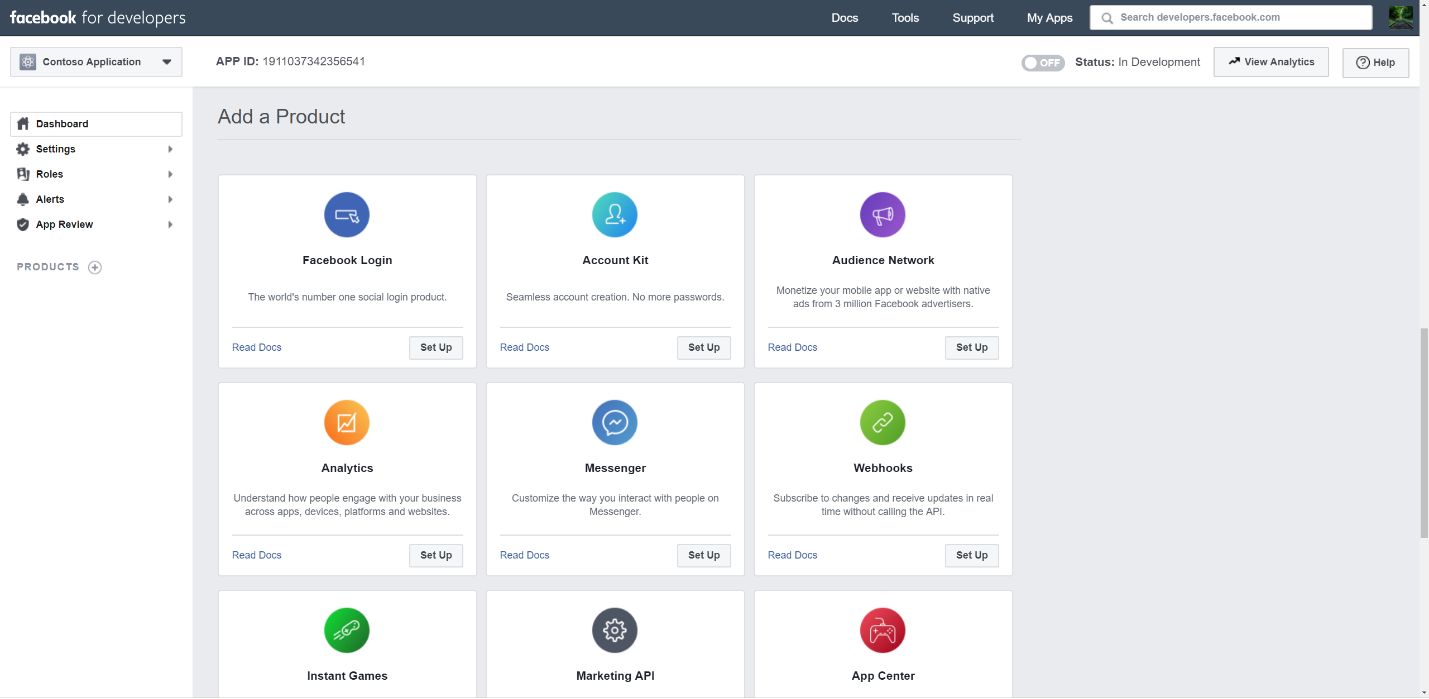 facebook for developers
Docs
Tools
Support
My Apps
Search developers.facebook.com
Contoso Application
APP ID: 1911037342356541
OFF
Status: In Development
View Analytics
Help
Dashboard
Settings
Roles
Alerts
App Review
PRODUCTS
Add a Product
Facebook Login
The world's number one social login product.
Read Docs
Set Up
Account Kit
Seamless account creation. No more passwords.
Read Docs
Set Up
Audience Network
Monetize your mobile app or website with native
ads from 3 million Facebook advertisers.
Read Docs
Set Up
Analytics
Understand how people engage with your business
across apps, devices, platforms and websites.
Read Docs
Set Up
Messenger
Customize the way you interact with people on
Messenger.
Read Docs
Set Up
Webhooks
Subscribe to changes and receive updates in real
time without calling the API.
Read Docs
Set Up
Instant Games
Marketing API
App Center